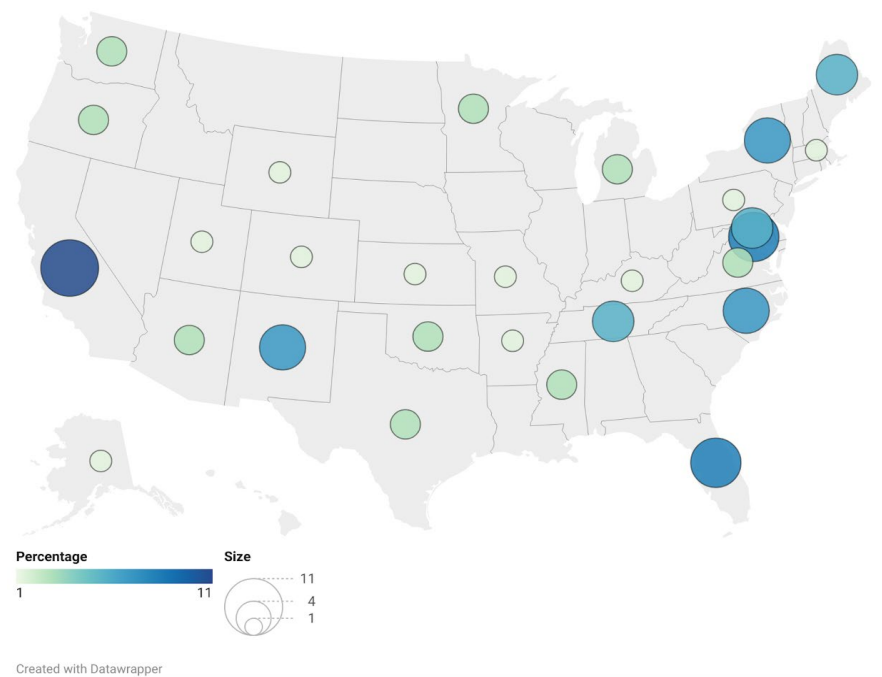 Percentage
1 11
Size
11
4
1
Created with Datawrapper